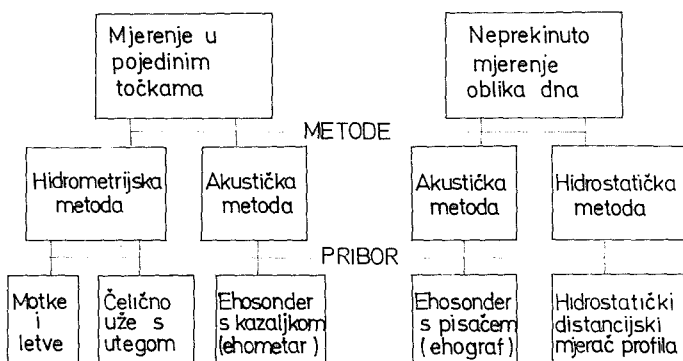 Mjerenje u
pojedinim
točkama
Neprekinuto
mjerenje
oblika dna
METODE
Hidrometrijska
metoda
Akustička
metoda
Akustička
metoda
Hidrostatička
metoda
PRIBOR
Motke
i
letve
Čelično
uže s
utegom
Ehosonder
s kazaljkom
(ehometar)
Ehosonder
s pisačem
(ehograf)
Hidrostatički
distancijski
mjerač profila